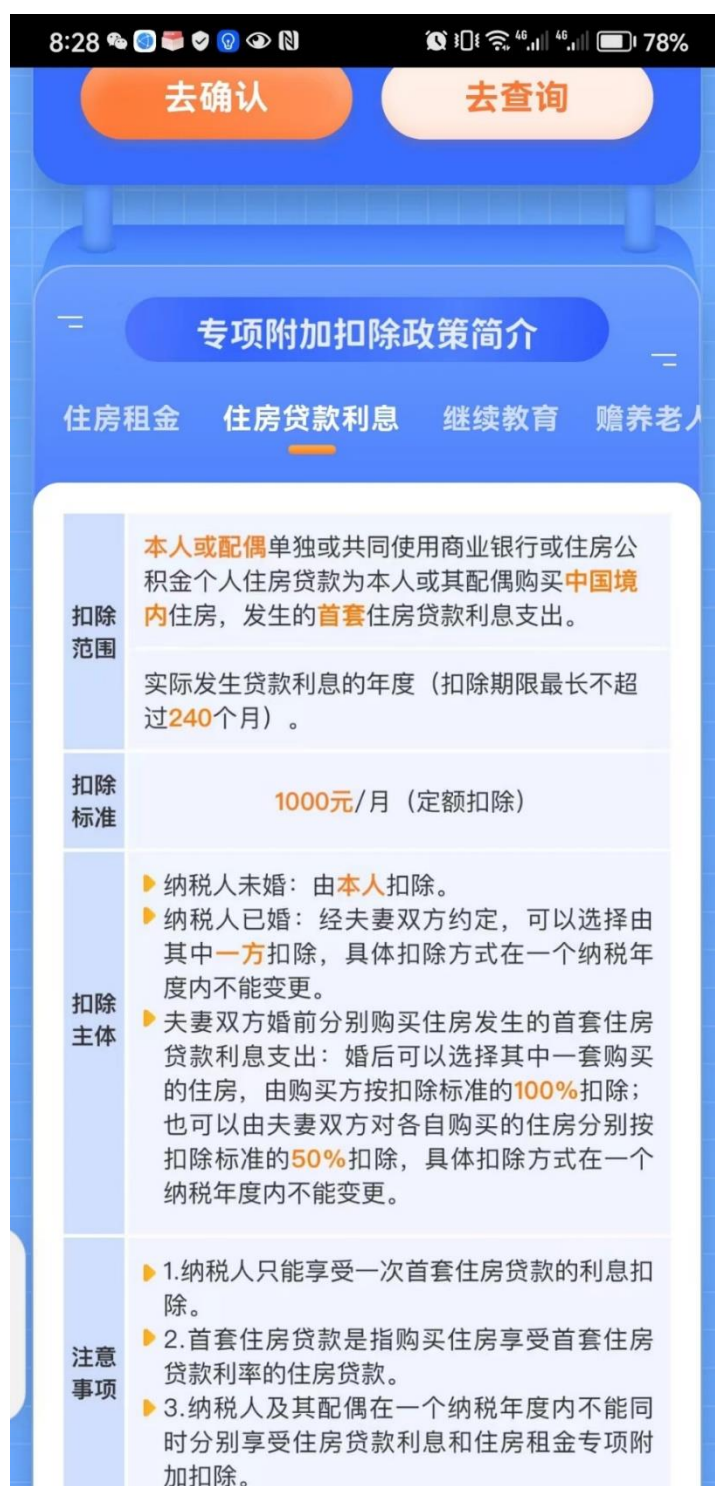 8:28 78%
去确认 去查询
专项附加扣除政策简介
住房租金 住房贷款利息 继续教育 赡养老人
扣除
范围
本人或配偶单独或共同使用商业银行或住房公
积金个人住房贷款为本人或其配偶购买中国境
内住房，发生的首套住房贷款利息支出。
实际发生贷款利息的年度（扣除期限最长不超
过240个月）。
扣除
标准
1000元/月（定额扣除）
扣除
主体
纳税人未婚：由本人扣除。
纳税人已婚：经夫妻双方约定，可以选择由
其中一方扣除，具体扣除方式在一个纳税年
度内不能变更。
夫妻双方婚前分别购买住房发生的首套住房
贷款利息支出：婚后可以选择其中一套购买
的住房，由购买方按扣除标准的100%扣除；
也可以由夫妻双方对各自购买的住房分别按
扣除标准的50%扣除，具体扣除方式在一个
纳税年度内不能变更。
注意
事项
1.纳税人只能享受一次首套住房贷款的利息扣
除。
2.首套住房贷款是指购买住房享受首套住房
贷款利率的住房贷款。
3.纳税人及其配偶在一个纳税年度内不能同
时分别享受住房贷款利息和住房租金专项附
加扣除。